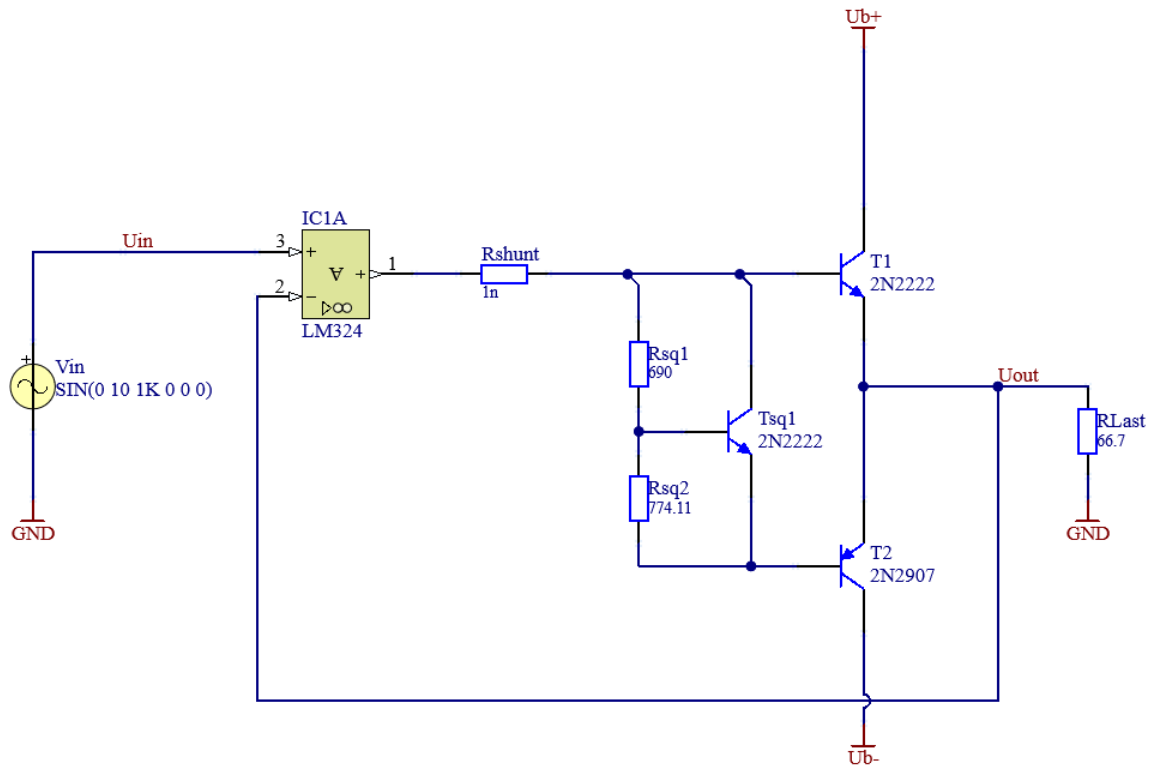 Ub+
IC1A
Uin
3
+
Rshunt
2
−
∀
+
1
1n
▷∞
LM324
T1
2N2222
+
Vin
SIN(0 10 1K 0 0 0)
Rsq1
690
Uout
Tsq1
2N2222
RLast
66.7
Rsq2
774.11
GND
GND
T2
2N2907
Ub-